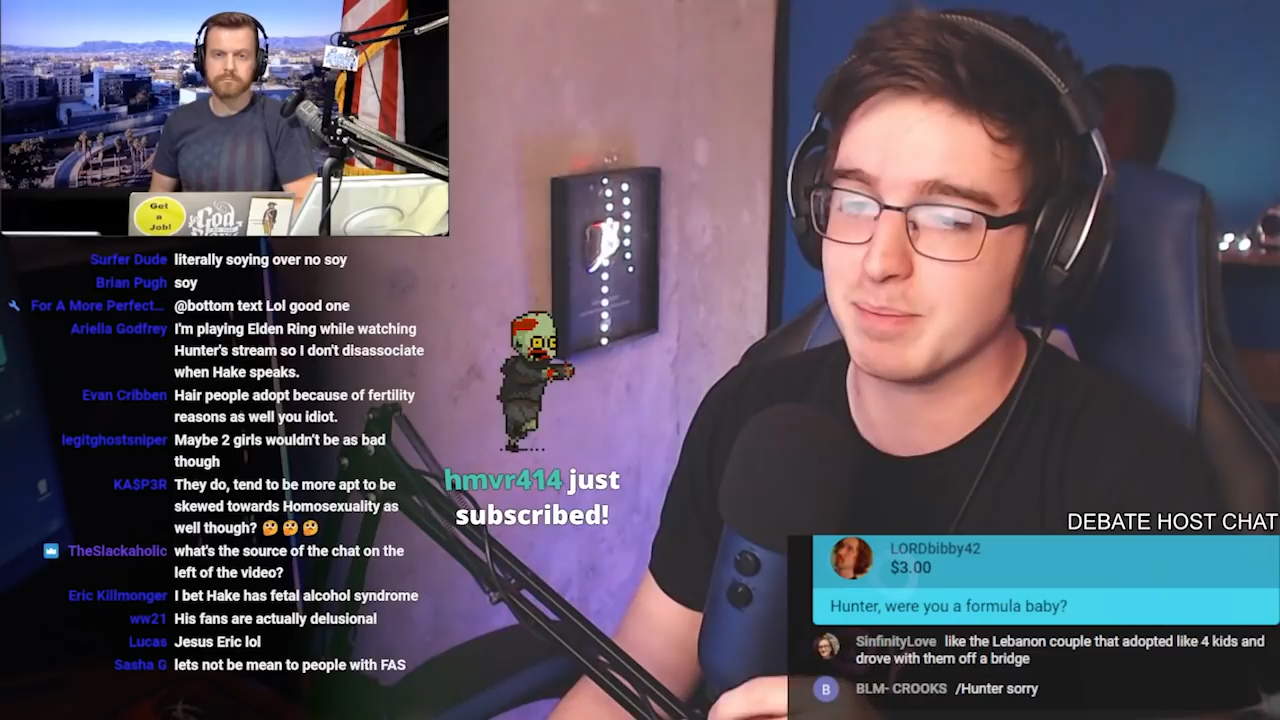 Get
a
Job!
God
Surfer Dude literally soying over no soy
Brian Pugh soy
For A More Perfect... @bottom text Lol good one
Ariella Godfrey I'm playing Elden Ring while watching
Hunter's stream so I don't disassociate
when Hake speaks.
Evan Cribben Hair people adopt because of fertility
reasons as well you idiot.
legitghostsniper Maybe 2 girls wouldn't be as bad
though
KA$P3R They do, tend to be more apt to be
skewed towards Homosexuality as
well though? 🤔🤔🤔
TheSlackaholic what's the source of the chat on the
left of the video?
Eric Killmonger I bet Hake has fetal alcohol syndrome
ww21 His fans are actually delusional
Lucas Jesus Eric lol
Sasha G lets not be mean to people with FAS
hmvr414 just
subscribed!
DEBATE HOST CHAT
LORDbibby42
$3.00
Hunter, were you a formula baby?
SinfinityLove like the Lebanon couple that adopted like 4 kids and
drove with them off a bridge
B BLM- CROOKS /Hunter sorry